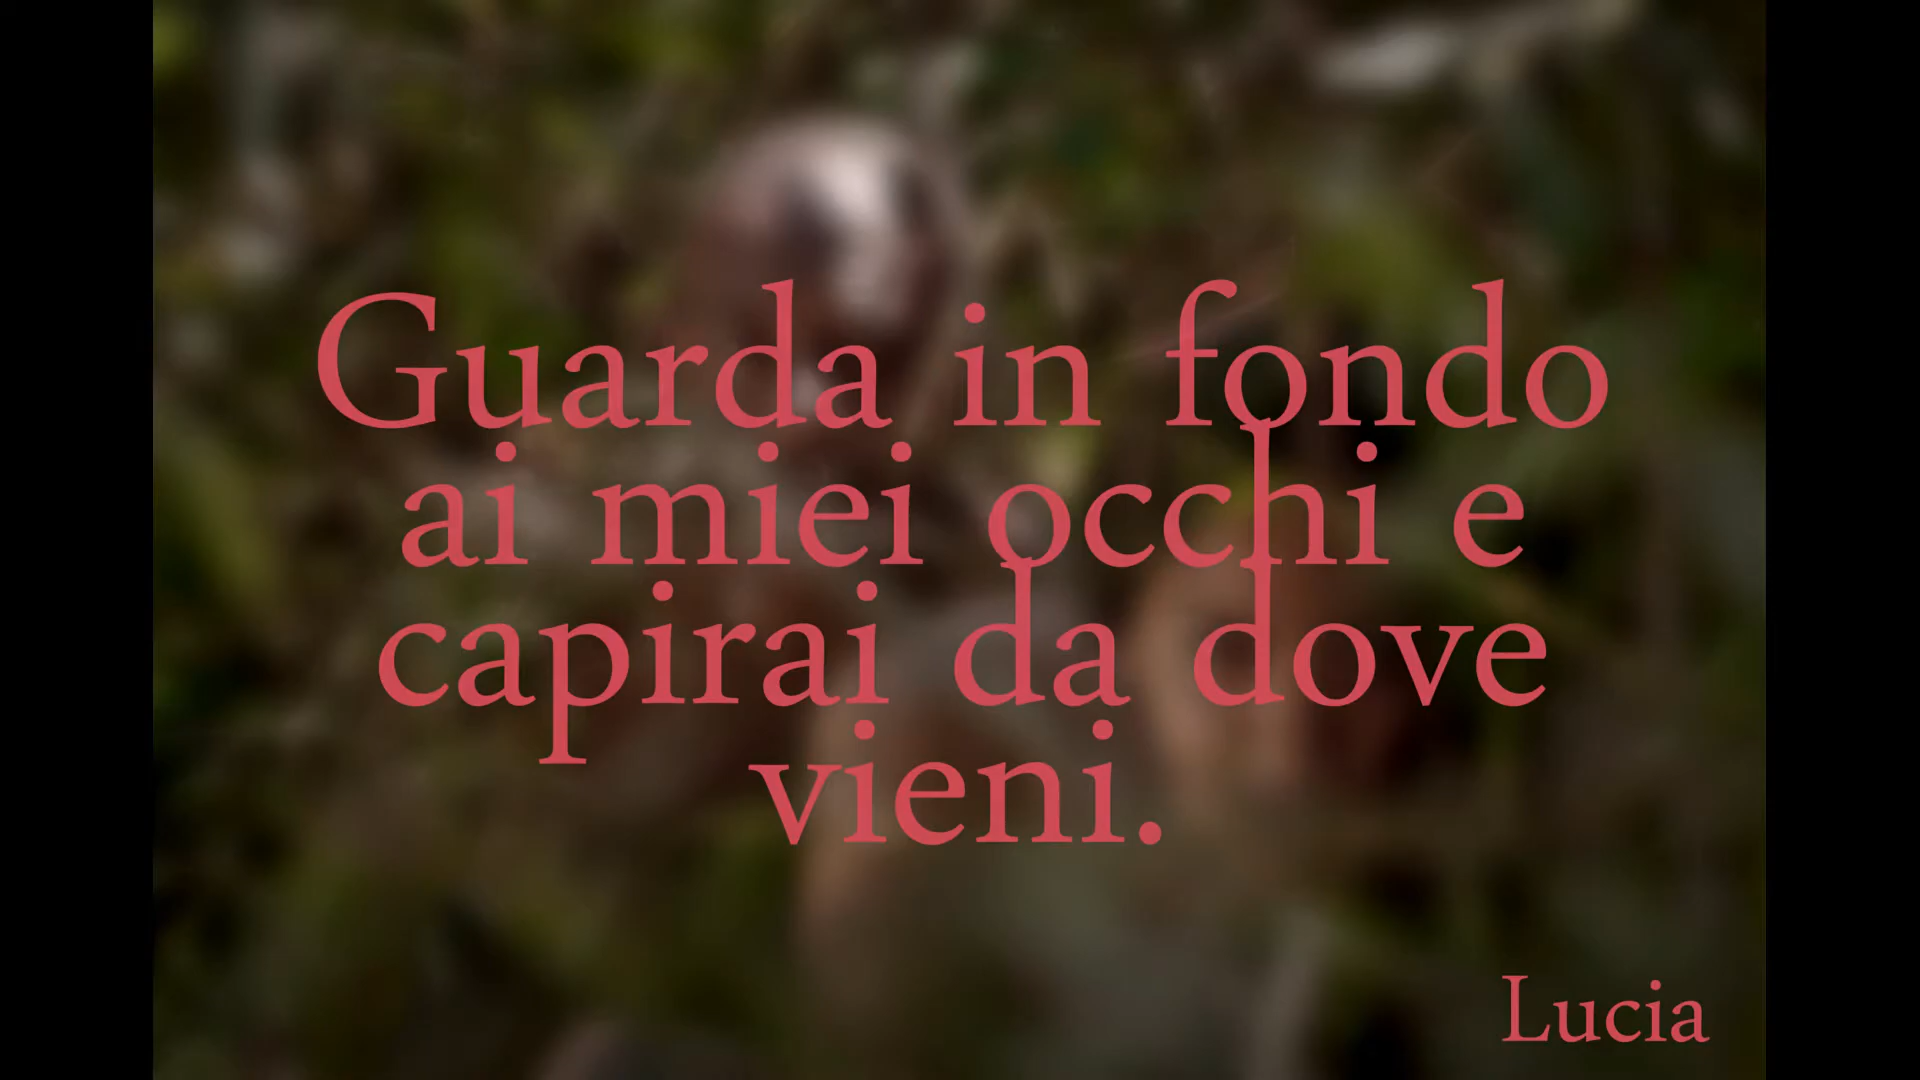 Guarda in fondo
ai miei occhi e
capirai da dove
vieni.
Lucia